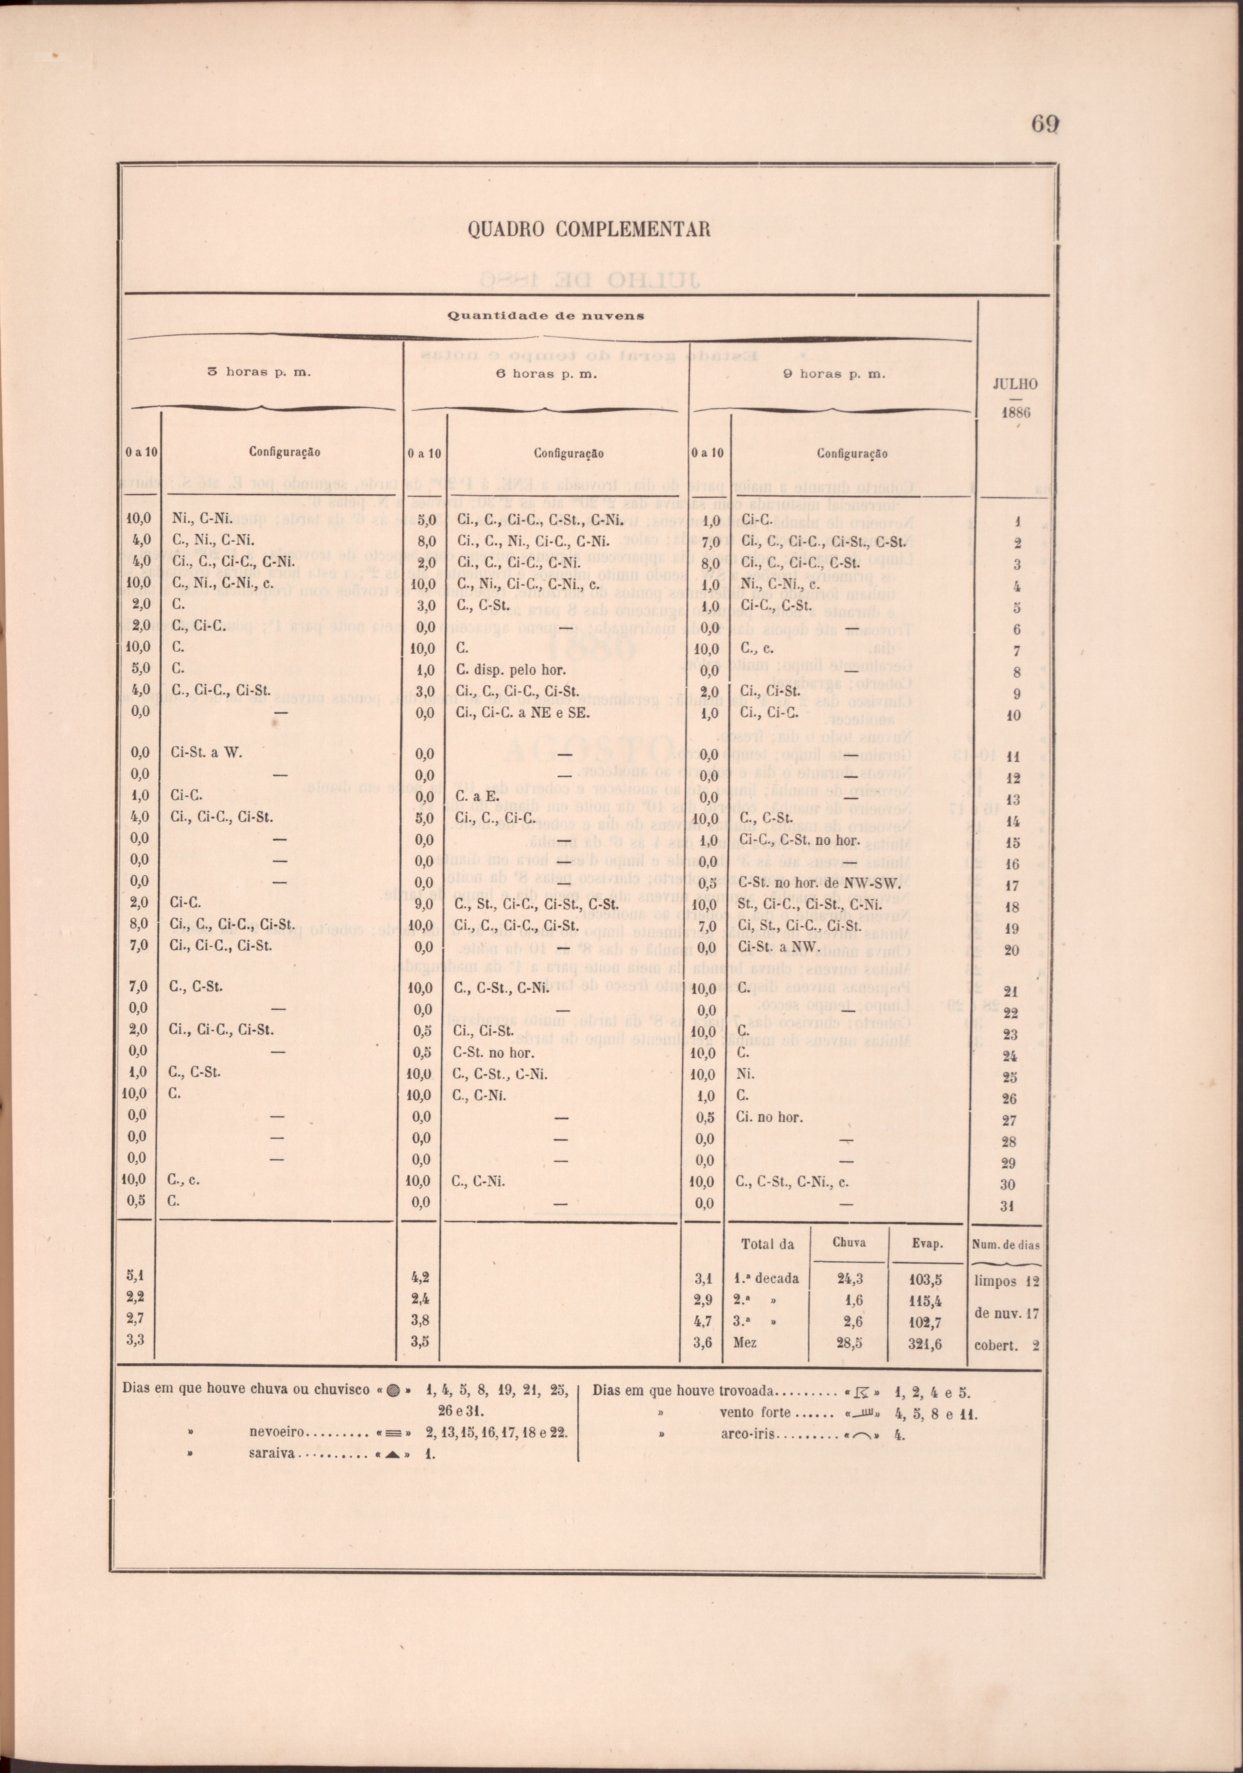 69
QUADRO COMPLEMENTAR
Quantidade de nuvens
3 horas p. m. 6 horas p. m. 9 horas p. m. JULHO — 1886
0 a 10 Configuração 0 a 10 Configuração 0 a 10 Configuração
10,0 Ni., C-Ni. 5,0 Ci., C., Ci-C., C-St., C-Ni. 1,0 Ci-C. 1
4,0 C., Ni., C-Ni. 8,0 Ci., C., Ni., Ci-C., C-Ni. 7,0 Ci., C., Ci-C., Ci-St., C-St. 2
4,0 Ci., C., Ci-C., C-Ni. 2,0 Ci., C., Ci-C., C-Ni. 8,0 Ci., C., Ci-C., C-St. 3
10,0 C., Ni., C-Ni., c. 10,0 C., Ni., Ci-C., C-Ni., c. 1,0 Ni., C-Ni., c. 4
2,0 C. 3,0 C., C-St. 1,0 Ci-C., C-St. 5
2,0 C., Ci-C. 0,0 — 0,0 — 6
10,0 C. 10,0 C. 10,0 C., c. 7
5,0 C. 1,0 C. disp. pelo hor. 0,0 — 8
4,0 C., Ci-C., Ci-St. 3,0 Ci., C., Ci-C., Ci-St. 2,0 Ci., Ci-St. 9
0,0 — 0,0 Ci., Ci-C. a NE e SE. 1,0 Ci., Ci-C. 10
0,0 Ci-St. a W. 0,0 — 0,0 — 11
0,0 — 0,0 — 0,0 — 12
1,0 Ci-C. 0,0 C. a E. 0,0 — 13
4,0 Ci., Ci-C., Ci-St. 5,0 Ci., C., Ci-C. 10,0 C., C-St. 14
0,0 — 0,0 — 1,0 Ci-C., C-St. no hor. 15
0,0 — 0,0 — 0,0 — 16
0,0 — 0,0 — 0,5 C-St. no hor. de NW-SW. 17
2,0 Ci-C. 9,0 C., St., Ci-C., Ci-St., C-St. 10,0 St., Ci-C., Ci-St., C-Ni. 18
8,0 Ci., C., Ci-C., Ci-St. 10,0 Ci., C., Ci-C., Ci-St. 7,0 Ci, St., Ci-C., Ci-St. 19
7,0 Ci., Ci-C., Ci-St. 0,0 — 0,0 Ci-St. a NW. 20
7,0 C., C-St. 10,0 C., C-St., C-Ni. 10,0 C. 21
0,0 — 0,0 — 0,0 — 22
2,0 Ci., Ci-C., Ci-St. 0,5 Ci., Ci-St. 10,0 C. 23
0,0 — 0,5 C-St. no hor. 10,0 C. 24
1,0 C., C-St. 10,0 C., C-St., C-Ni. 10,0 Ni. 25
10,0 C. 10,0 C., C-Ni. 1,0 C. 26
0,0 — 0,0 — 0,5 Ci. no hor. 27
0,0 — 0,0 — 0,0 — 28
0,0 — 0,0 — 0,0 — 29
10,0 C., c. 10,0 C., C-Ni. 10,0 C., C-St., C-Ni., c. 30
0,5 C. 0,0 — 0,0 — 31
Total da Chuva Evap. Num. de dias
5,1 4,2 3,1 1.ª decada 24,3 103,5 limpos 12
2,2 2,4 2,9 2.ª » 1,6 115,4
2,7 3,8 4,7 3.ª » 2,6 102,7 de nuv. 17
3,3 3,5 3,6 Mez 28,5 321,6 cobert. 2
Dias em que houve chuva ou chuvisco « » 1, 4, 5, 8, 19, 21, 25,
26 e 31.
» nevoeiro......... « » 2, 13, 15, 16, 17, 18 e 22.
» saraiva.......... « » 1.
Dias em que houve trovoada......... « » 1, 2, 4 e 5.
» vento forte...... « » 4, 5, 8 e 11.
» arco-iris......... « » 4.